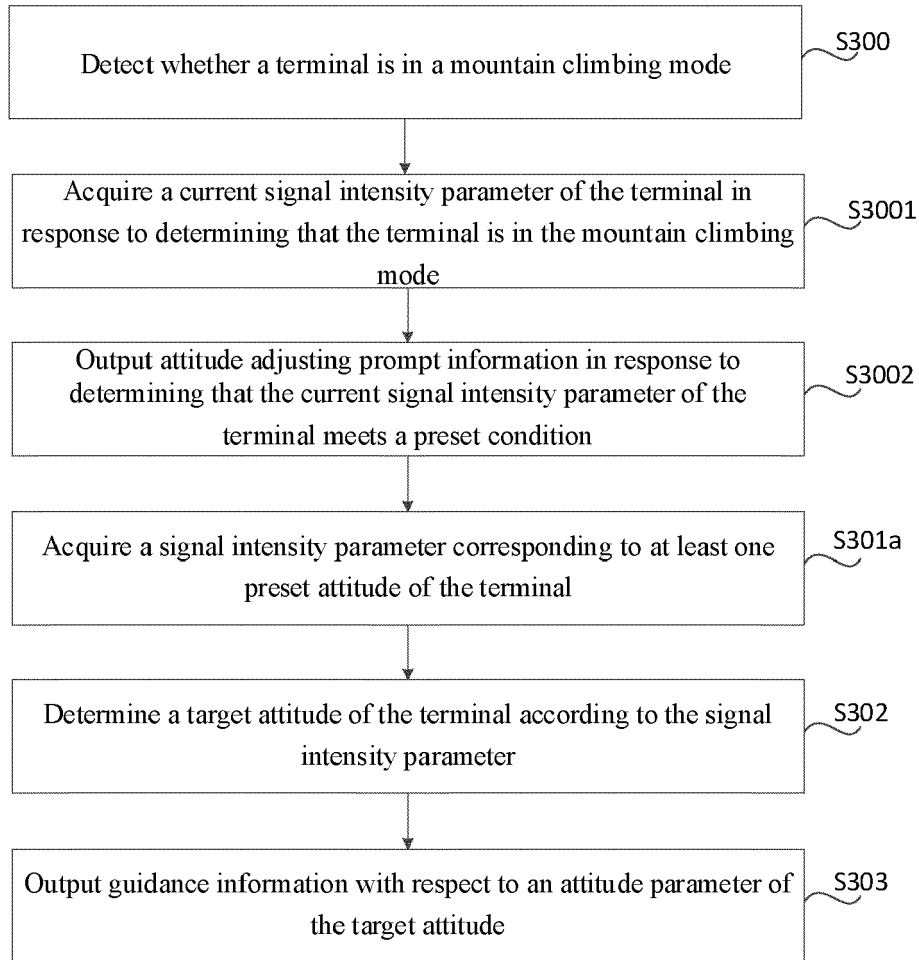 Detect whether a terminal is in a mountain climbing mode
S300
Acquire a current signal intensity parameter of the terminal in
response to determining that the terminal is in the mountain climbing
mode
S3001
Output attitude adjusting prompt information in response to
determining that the current signal intensity parameter of the
terminal meets a preset condition
S3002
Acquire a signal intensity parameter corresponding to at least one
preset attitude of the terminal
S301a
Determine a target attitude of the terminal according to the signal
intensity parameter
S302
Output guidance information with respect to an attitude parameter of
the target attitude
S303